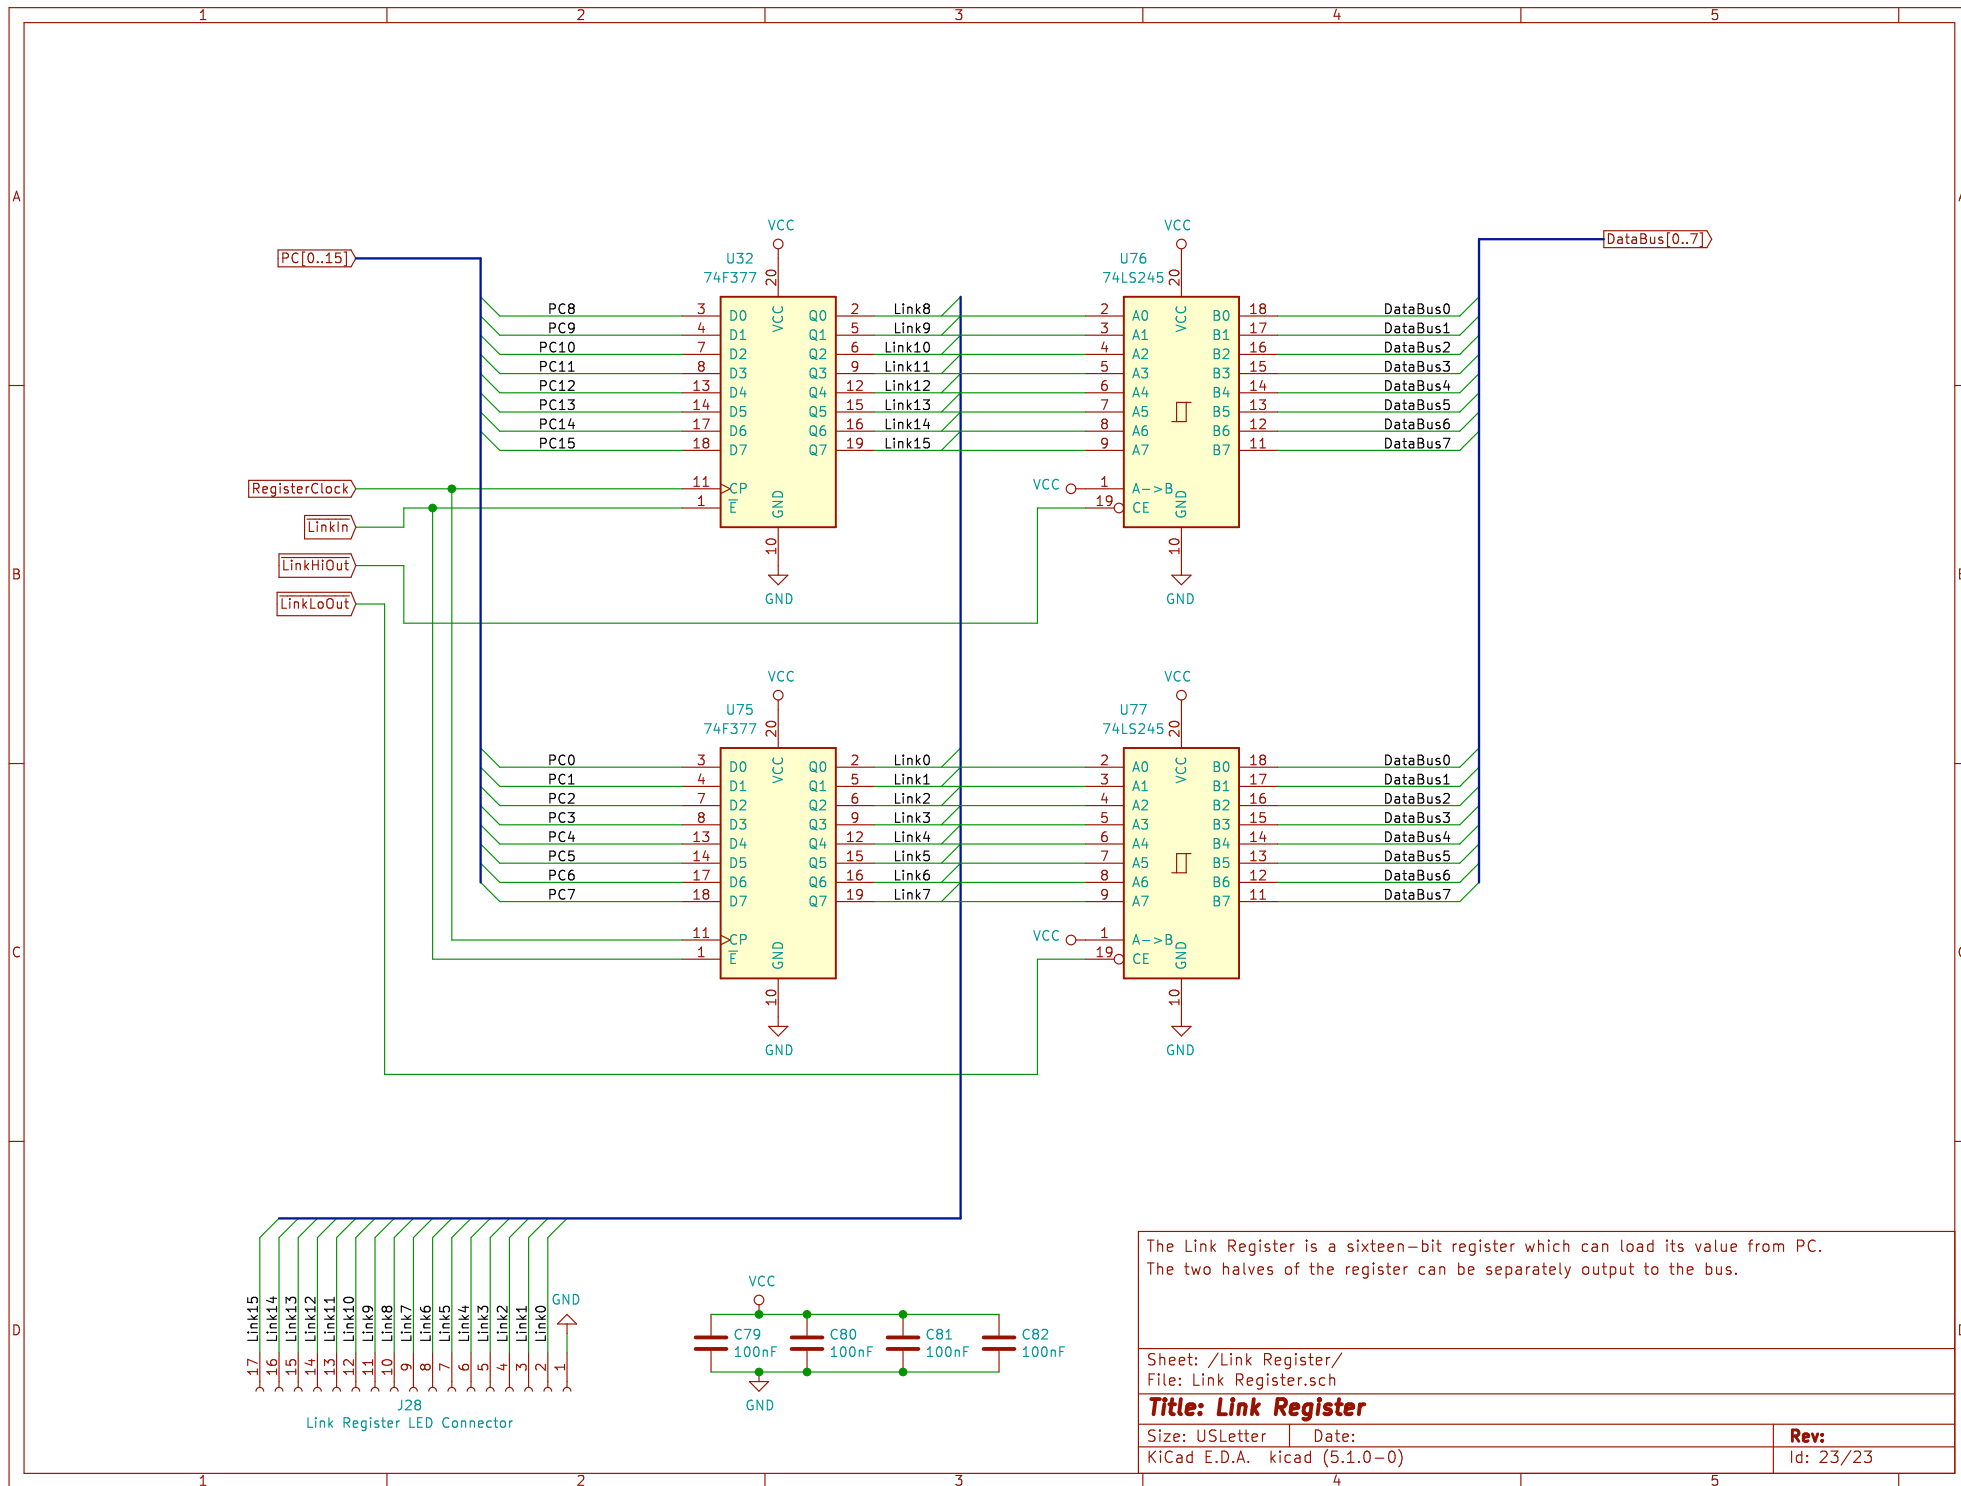 1 2 3 4 5
A
B
C
D
PC[0..15]
RegisterClock
LinkIn
LinkHiOut
LinkLoOut
DataBus[0..7]
VCC
U32
74F377
20
PC8 3 D0 Q0 2 Link8
PC9 4 D1 Q1 5 Link9
PC10 7 D2 Q2 6 Link10
PC11 8 D3 Q3 9 Link11
PC12 13 D4 Q4 12 Link12
PC13 14 D5 Q5 15 Link13
PC14 17 D6 Q6 16 Link14
PC15 18 D7 Q7 19 Link15
11 CP
1 E
VCC
GND
10
GND
VCC
U76
74LS245
20
2 A0 B0 18 DataBus0
3 A1 B1 17 DataBus1
4 A2 B2 16 DataBus2
5 A3 B3 15 DataBus3
6 A4 B4 14 DataBus4
7 A5 B5 13 DataBus5
8 A6 B6 12 DataBus6
9 A7 B7 11 DataBus7
VCC 1 A->B
19 CE
VCC
GND
10
GND
VCC
U75
74F377
20
PC0 3 D0 Q0 2 Link0
PC1 4 D1 Q1 5 Link1
PC2 7 D2 Q2 6 Link2
PC3 8 D3 Q3 9 Link3
PC4 13 D4 Q4 12 Link4
PC5 14 D5 Q5 15 Link5
PC6 17 D6 Q6 16 Link6
PC7 18 D7 Q7 19 Link7
11 CP
1 E
VCC
GND
10
GND
VCC
U77
74LS245
20
2 A0 B0 18 DataBus0
3 A1 B1 17 DataBus1
4 A2 B2 16 DataBus2
5 A3 B3 15 DataBus3
6 A4 B4 14 DataBus4
7 A5 B5 13 DataBus5
8 A6 B6 12 DataBus6
9 A7 B7 11 DataBus7
VCC 1 A->B
19 CE
VCC
GND
10
GND
Link15 Link14 Link13 Link12 Link11 Link10 Link9 Link8 Link7 Link6 Link5 Link4 Link3 Link2 Link1 Link0 GND
17 16 15 14 13 12 11 10 9 8 7 6 5 4 3 2 1
J28
Link Register LED Connector
VCC
C79 C80 C81 C82
100nF 100nF 100nF 100nF
GND
The Link Register is a sixteen-bit register which can load its value from PC.
The two halves of the register can be separately output to the bus.
Sheet: /Link Register/
File: Link Register.sch
Title: Link Register
Size: USLetter Date: Rev:
KiCad E.D.A. kicad (5.1.0-0) Id: 23/23
1 2 3 4 5